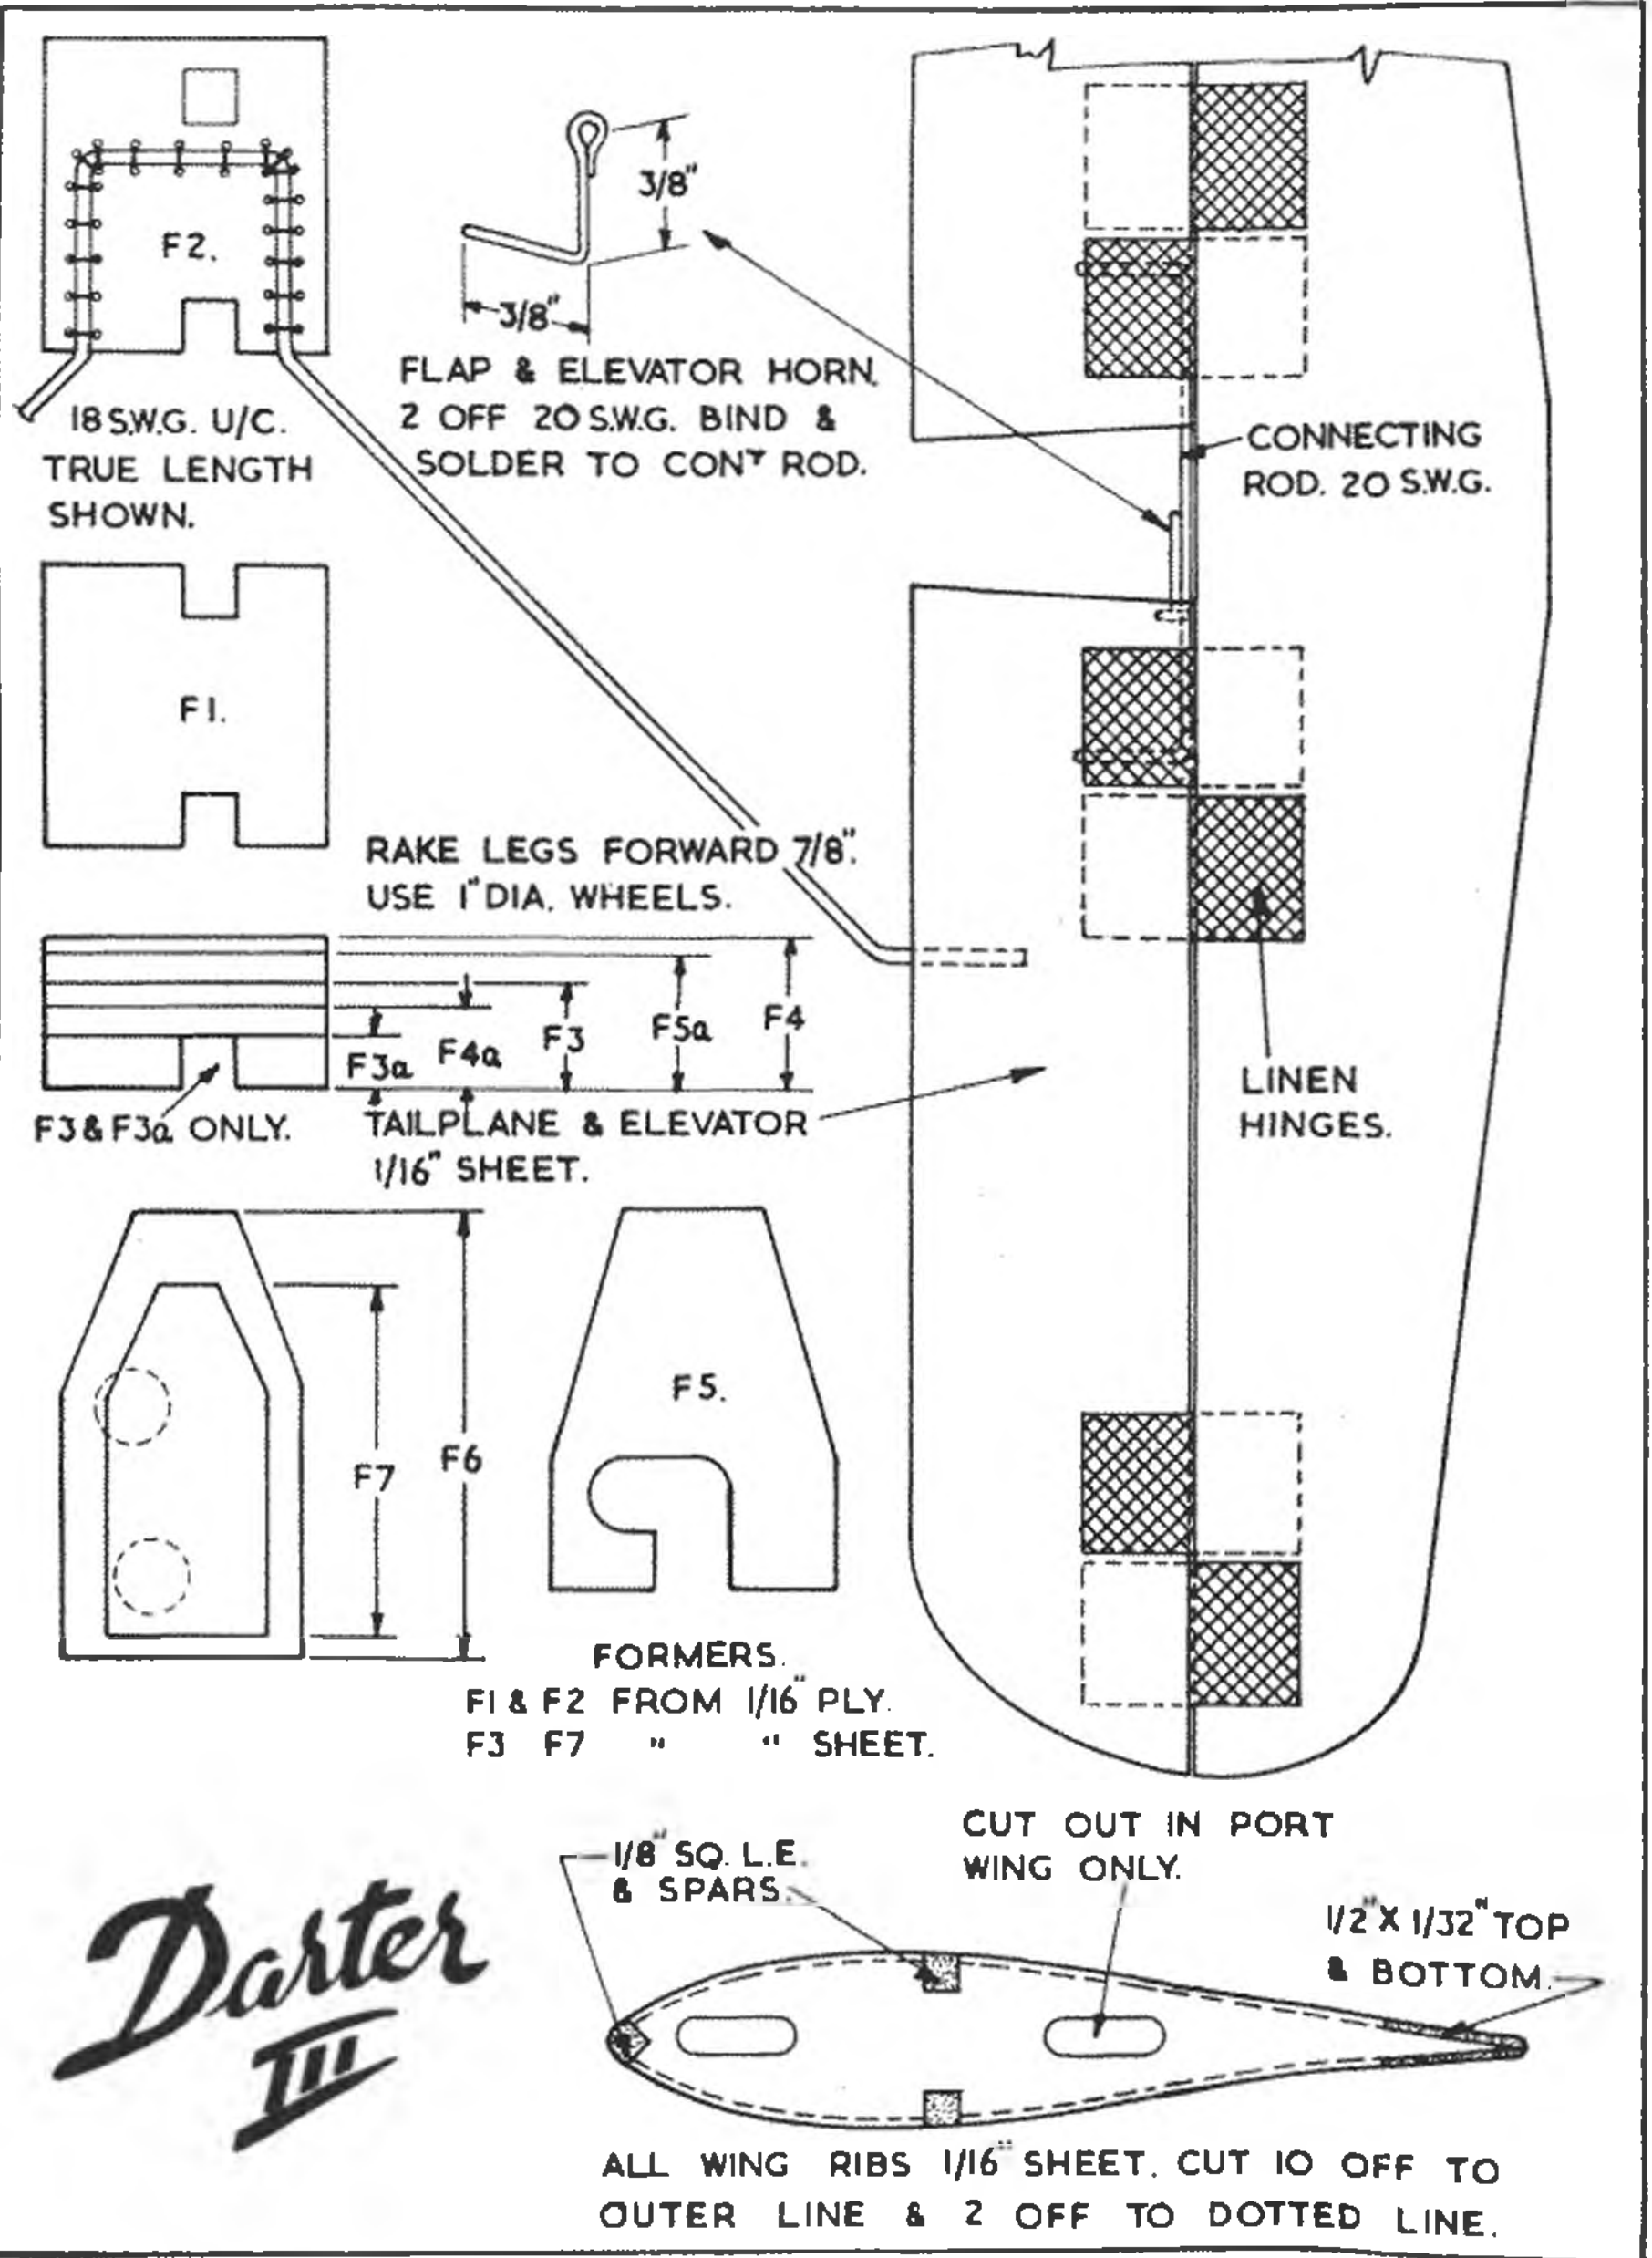 F2.
18 S.W.G. U/C.
TRUE LENGTH
SHOWN.
3/8"
3/8"
FLAP & ELEVATOR HORN.
2 OFF 20 S.W.G. BIND &
SOLDER TO CONT ROD.
CONNECTING
ROD. 20 S.W.G.
F1.
RAKE LEGS FORWARD 7/8".
USE 1" DIA. WHEELS.
F3a
F4a
F3
F5a
F4
F3 & F3a ONLY.
TAILPLANE & ELEVATOR
1/16" SHEET.
LINEN
HINGES.
F7
F6
F5.
FORMERS.
F1 & F2 FROM 1/16" PLY.
F3 F7 " " SHEET.
Darter
III
1/8" SQ. L.E.
& SPARS.
CUT OUT IN PORT
WING ONLY.
1/2" X 1/32" TOP
& BOTTOM.
ALL WING RIBS 1/16" SHEET. CUT 10 OFF TO
OUTER LINE & 2 OFF TO DOTTED LINE.